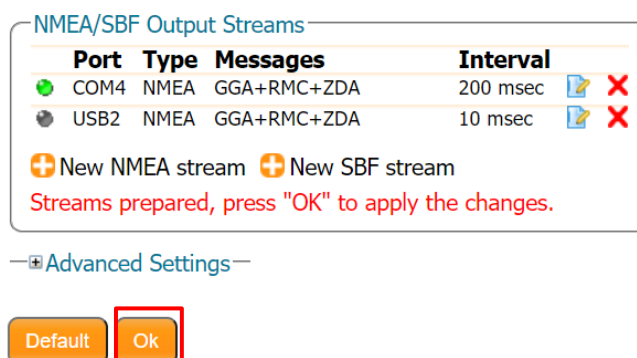 NMEA/SBF Output Streams
Port Type Messages Interval
COM4 NMEA GGA+RMC+ZDA 200 msec
USB2 NMEA GGA+RMC+ZDA 10 msec
New NMEA stream New SBF stream
Streams prepared, press "OK" to apply the changes.
Advanced Settings
Default Ok